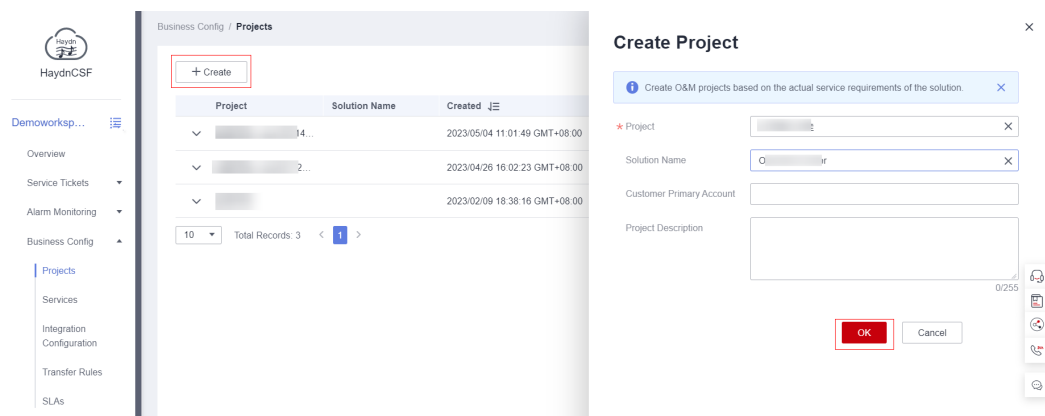 Haydn
HaydnCSF
Demoworksp...
Overview
Service Tickets
Alarm Monitoring
Business Config
Projects
Services
Integration
Configuration
Transfer Rules
SLAs
Business Config / Projects
+ Create
Project Solution Name Created
14... 2023/05/04 11:01:49 GMT+08:00
2... 2023/04/26 16:02:23 GMT+08:00
2023/02/09 18:38:16 GMT+08:00
10 Total Records: 3 < 1 >
Create Project
Create O&M projects based on the actual service requirements of the solution.
* Project
Solution Name
Customer Primary Account
Project Description
0/255
OK Cancel